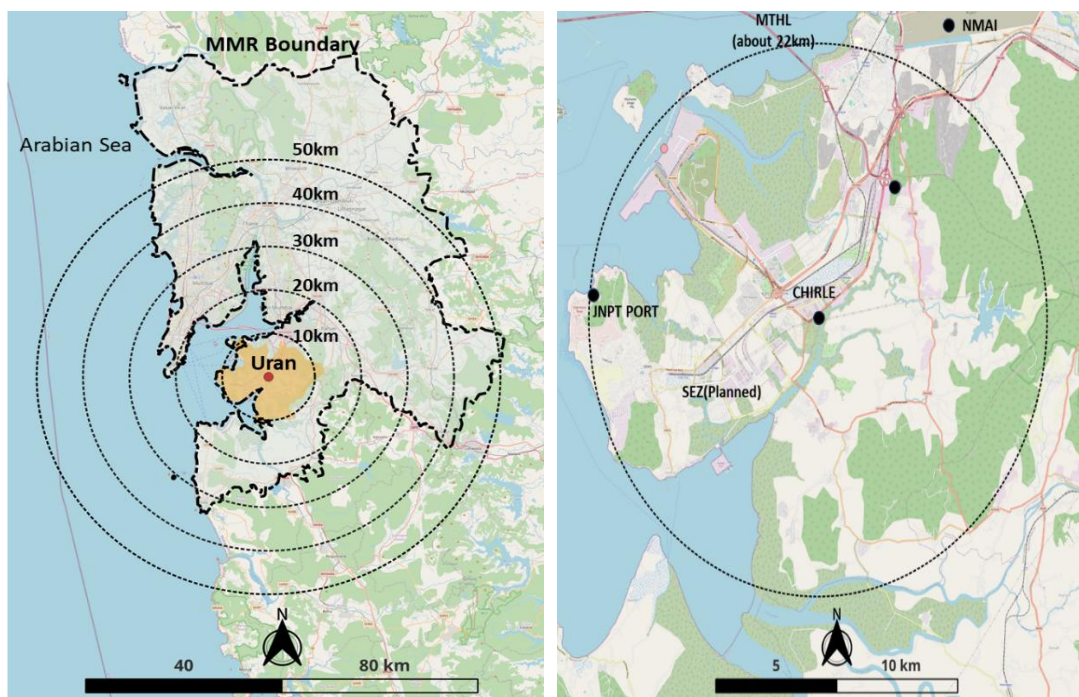 MMR Boundary
Arabian Sea
50km
40km
30km
20km
10km
Uran
N
40
80 km
MTHL
(about 22km)
NMAI
CHIRLE
JNPT PORT
SEZ(Planned)
N
5
10 km